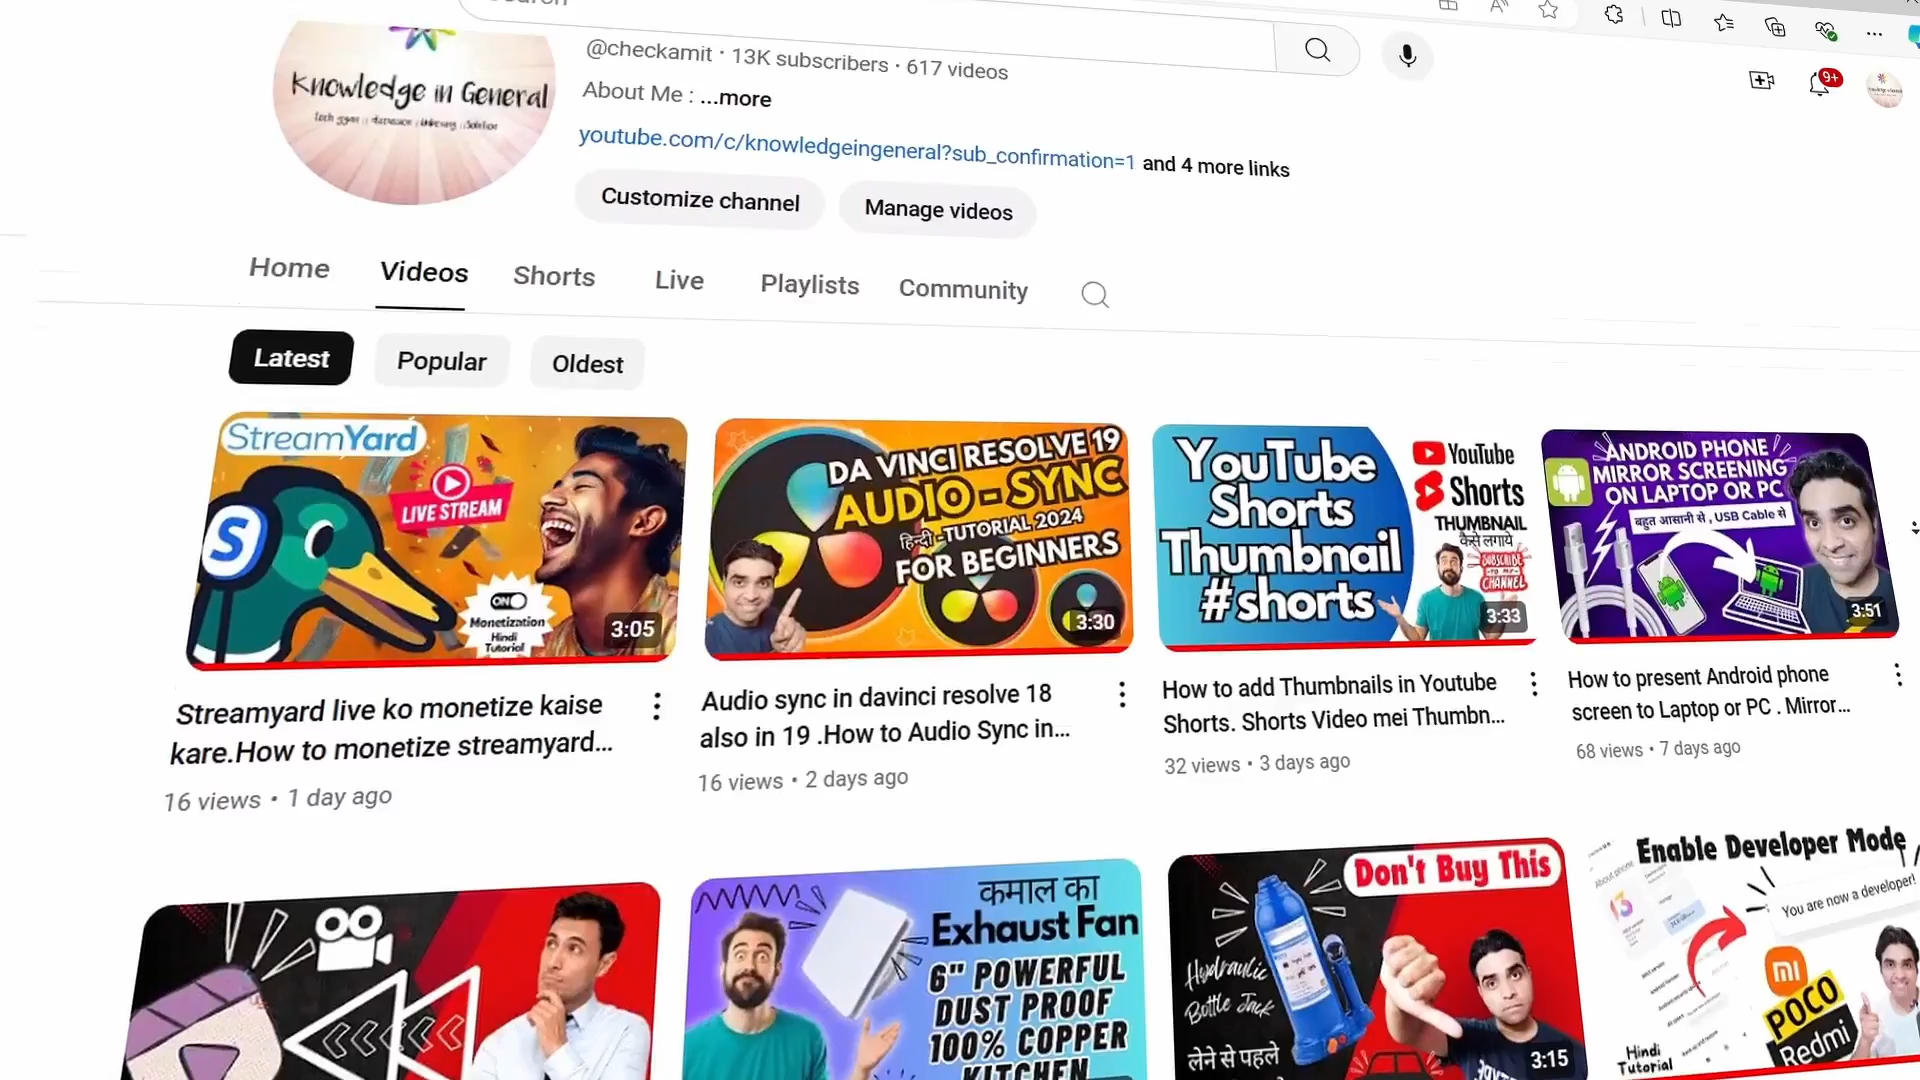 @checkamit · 13K subscribers · 617 videos
About Me : ...more
youtube.com/c/knowledgeingeneral?sub_confirmation=1 and 4 more links
Knowledge in General
Customize channel
Manage videos
9+
Home
Videos
Shorts
Live
Playlists
Community
Latest
Popular
Oldest
StreamYard
LIVE STREAM
S
ON
Monetization
Hindi
Tutorial
3:05
DA VINCI RESOLVE 19
AUDIO - SYNC
हिन्दी - TUTORIAL 2024
FOR BEGINNERS
3:30
YouTube
Shorts
Thumbnail
#shorts
YouTube
Shorts
THUMBNAIL
कैसे लगाये
SUBSCRIBE
CHANNEL
3:33
ANDROID PHONE
MIRROR SCREENING
ON LAPTOP OR PC
बहुत आसानी से , USB Cable से
3:51
Streamyard live ko monetize kaise
kare.How to monetize streamyard...
16 views • 1 day ago
Audio sync in davinci resolve 18
also in 19 .How to Audio Sync in...
16 views • 2 days ago
How to add Thumbnails in Youtube
Shorts. Shorts Video mei Thumbn...
32 views • 3 days ago
How to present Android phone
screen to Laptop or PC . Mirror...
68 views • 7 days ago
कमाल का
Exhaust Fan
6" POWERFUL
DUST PROOF
100% COPPER
KITCHEN
Don't Buy This
Hydraulic
Bottle Jack
लेने से पहले
3:15
Enable Developer Mode
About phone
You are now a developer!
mi
POCO
Redmi
Hindi
Tutorial